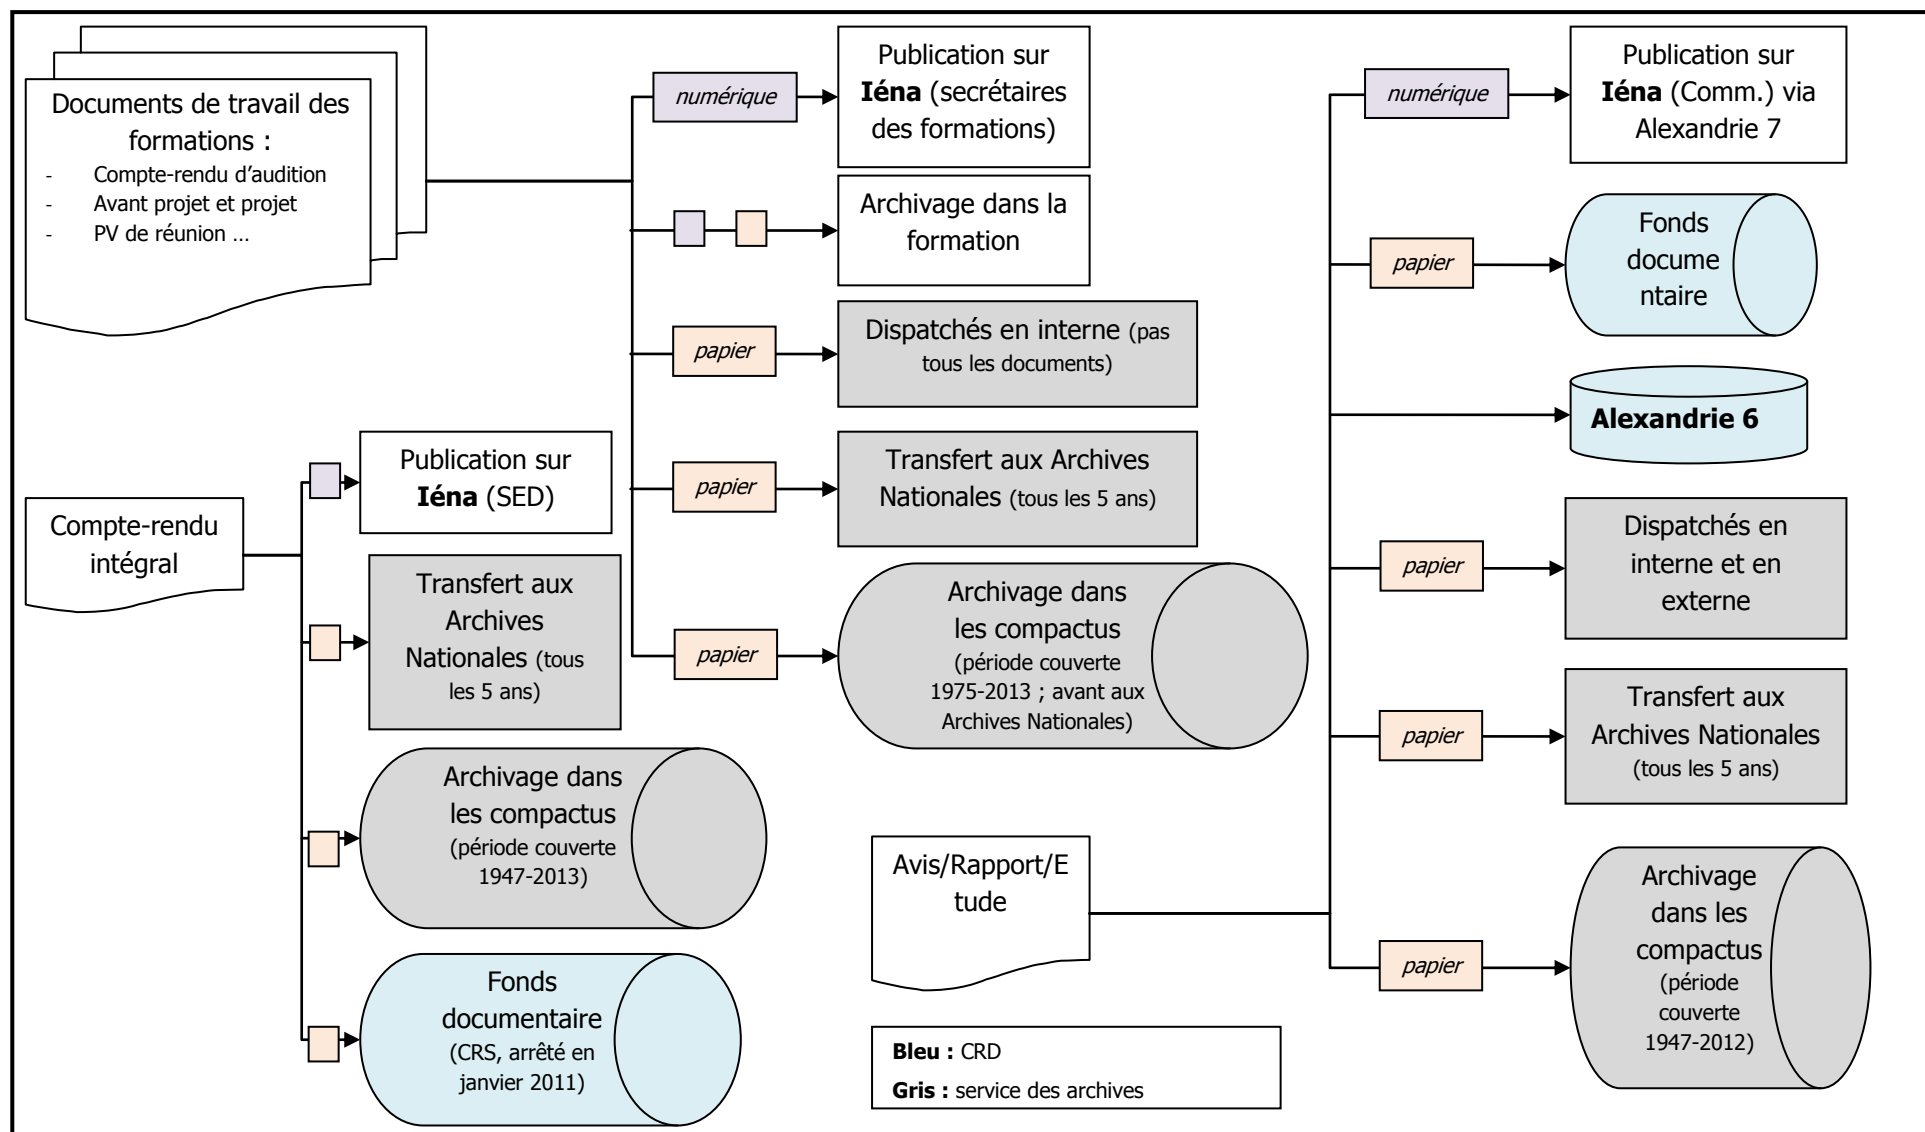 Documents de travail des
formations :
- Compte-rendu d'audition
- Avant projet et projet
- PV de réunion ...
numérique
Publication sur
Iéna (secrétaires
des formations)
Archivage dans la
formation
papier
Dispatchés en interne (pas
tous les documents)
papier
Transfert aux Archives
Nationales (tous les 5 ans)
papier
Archivage dans
les compactus
(période couverte
1975-2013 ; avant aux
Archives Nationales)
Compte-rendu
intégral
Publication sur
Iéna (SED)
Transfert aux
Archives
Nationales (tous
les 5 ans)
Archivage dans
les compactus
(période couverte
1947-2013)
Fonds
documentaire
(CRS, arrêté en
janvier 2011)
Avis/Rapport/E
tude
numérique
Publication sur
Iéna (Comm.) via
Alexandrie 7
papier
Fonds
docume
ntaire
Alexandrie 6
papier
Dispatchés en
interne et en
externe
papier
Transfert aux
Archives Nationales
(tous les 5 ans)
papier
Archivage
dans les
compactus
(période
couverte
1947-2012)
Bleu : CRD
Gris : service des archives